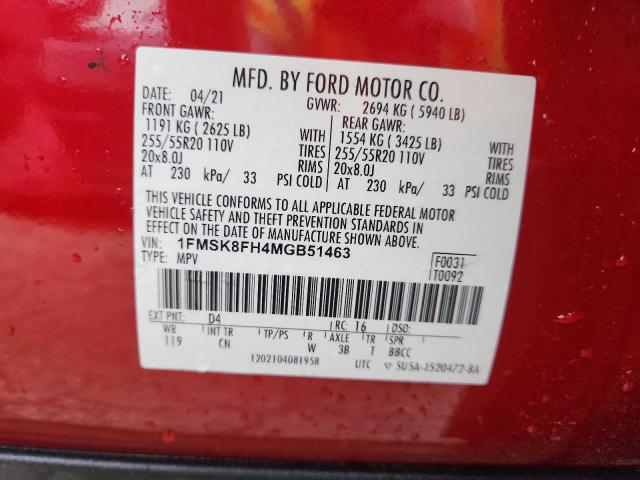 MFD. BY FORD MOTOR CO.
DATE: 04/21 GVWR: 2694 KG ( 5940 LB)
FRONT GAWR: REAR GAWR:
1191 KG ( 2625 LB) WITH 1554 KG ( 3425 LB) WITH
255/55R20 110V TIRES 255/55R20 110V TIRES
20x8.0J RIMS 20x8.0J RIMS
AT 230 kPa/ 33 PSI COLD AT 230 kPa/ 33 PSI COLD
THIS VEHICLE CONFORMS TO ALL APPLICABLE FEDERAL MOTOR
VEHICLE SAFETY AND THEFT PREVENTION STANDARDS IN
EFFECT ON THE DATE OF MANUFACTURE SHOWN ABOVE.
VIN: 1FMSK8FH4MGB51463 F0031
TYPE: MPV 1T0092
EXT PNT: D4 RC: 16 DSO:
WB INT TR TP/PS R AXLE TR SPR
119 CN W 3B T BBCC
1202104081958 UTC ▽ SU5A-1520472-BA